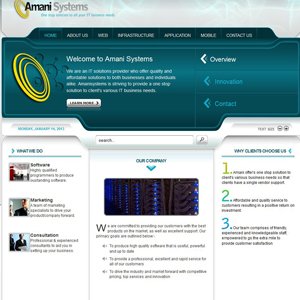 Amani Systems
One stop solution to all your IT business needs
HOME
ABOUT US
WEB
INFRASTRUCTURE
APPLICATION
MOBILE
CONTACT US
Welcome to Amani Systems
We are an IT solutions provider who offer quality and
affordable solutions to both businesses and individuals
alike. Amanisystems is striving to provide a one stop
solution to client's various IT business needs.
LEARN MORE
Overview
Innovation
Contact
MONDAY, JANUARY 16, 2012
TEXT SIZE
search...
WHAT WE DO
Software
Highly qualified
programmers to produce
oustanding software.
Marketing
A team of marketing
specialists to drive your
product/company forward.
Consultation
Professional & experienced
consultants to aid you in
setting up your business
OUR COMPANY
We are committed to providing our customers with the best
products on the market, as well as excellent support. Our
primary goals are outlined below:
To produce high quality software that is useful, powerful
and up to date
To provide a professional, excellent and rapid service for
all of our customers
To drive the industry and market forward with competitive
pricing, top services and innovation
WHY CLIENTS CHOOSE US
1 Amani offers one stop solution to
client's various business needs so that
clients have a single vendor support.
2 Affordable and quality service to
customers resulting in a positive return on
investment
3 Our team comprises of friendly,
experienced and knowledgeable staff,
empowered to go the extra mile to
provide customer satisfaction